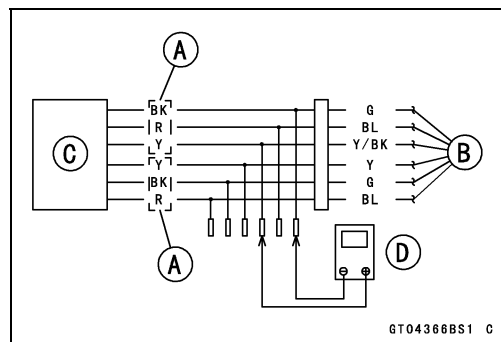 A
BK G
R BL
Y Y/BK
C B
Y Y
BK G
R BL
A D
GT04366BS1 C